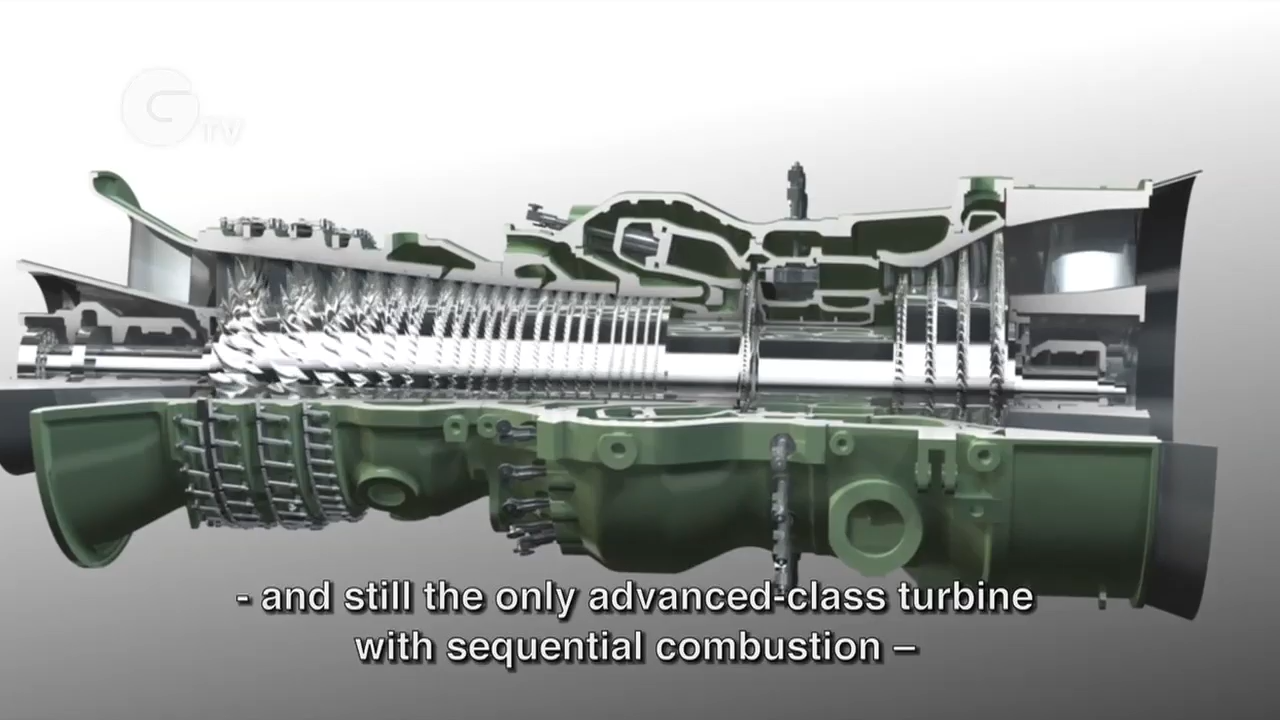 G TV
- and still the only advanced-class turbine
with sequential combustion –